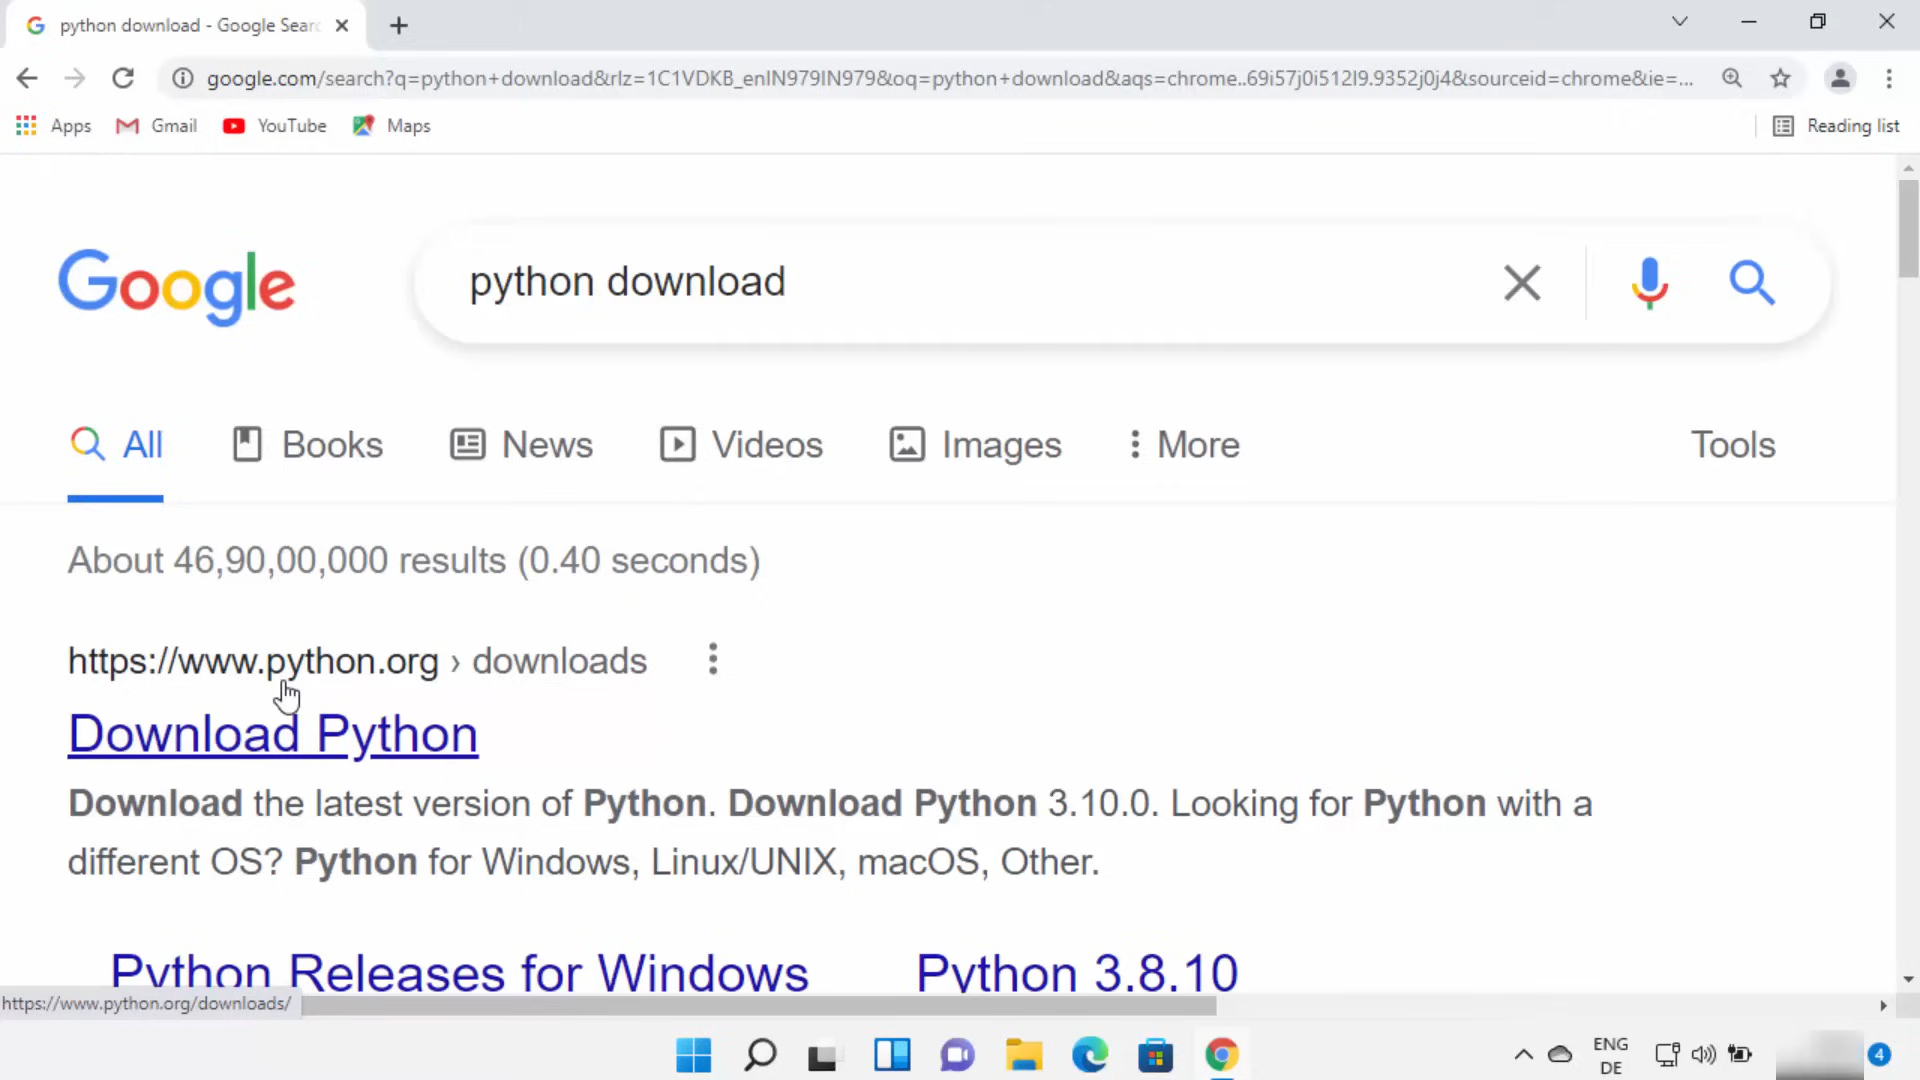 python download - Google Sear
google.com/search?q=python+download&rlz=1C1VDKB_enIN979IN979&oq=python+download&aqs=chrome..69i57j0i512l9.9352j0j4&sourceid=chrome&ie=...
Apps Gmail YouTube Maps Reading list
Google python download
All Books News Videos Images More Tools
About 46,90,00,000 results (0.40 seconds)
https://www.python.org › downloads
Download Python
Download the latest version of Python. Download Python 3.10.0. Looking for Python with a
different OS? Python for Windows, Linux/UNIX, macOS, Other.
Python Releases for Windows Python 3.8.10
https://www.python.org/downloads/
ENG
DE
4